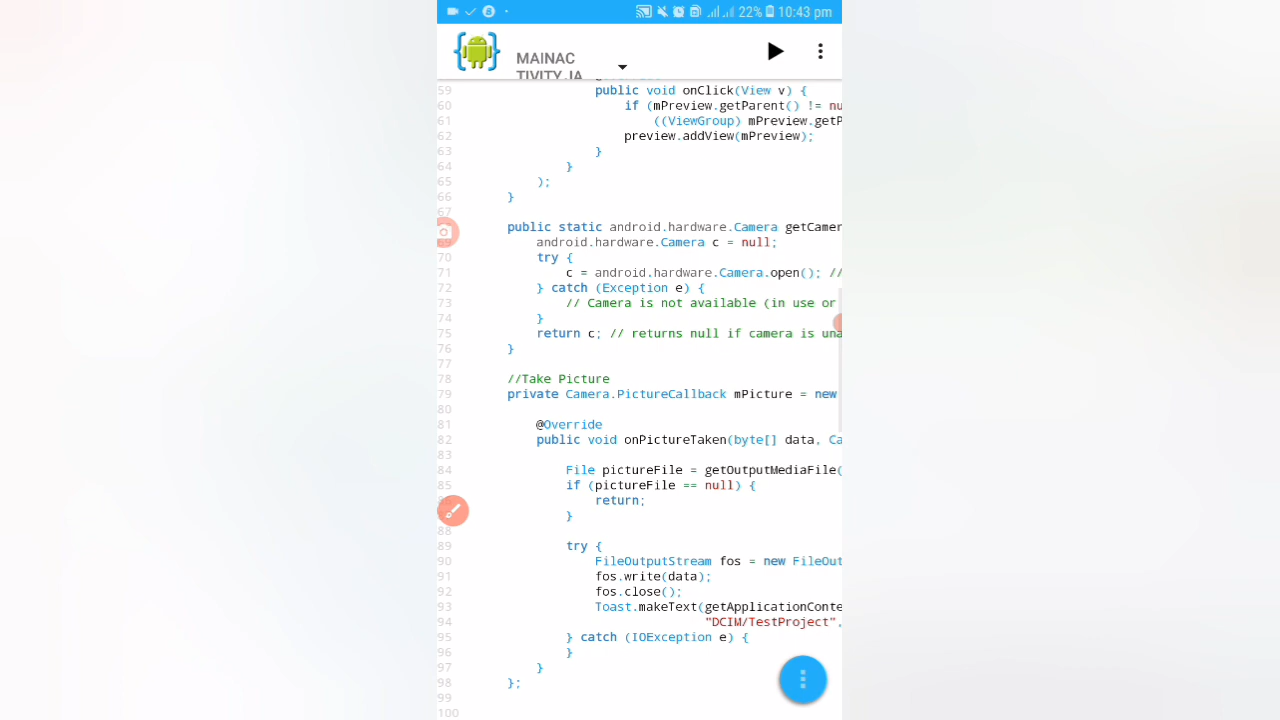 22% 10:43 pm
MAINAC
TIVITY.JA
59 public void onClick(View v) {
60 if (mPreview.getParent() != nu
61 ((ViewGroup) mPreview.getP
62 preview.addView(mPreview);
63 }
64 }
65 );
66 }
67
public static android.hardware.Camera getCamer
69 android.hardware.Camera c = null;
70 try {
71 c = android.hardware.Camera.open(); //
72 } catch (Exception e) {
73 // Camera is not available (in use or
74 }
75 return c; // returns null if camera is una
76 }
77
78 //Take Picture
79 private Camera.PictureCallback mPicture = new
80
81 @Override
82 public void onPictureTaken(byte[] data, Ca
83
84 File pictureFile = getOutputMediaFile(
85 if (pictureFile == null) {
86 return;
}
88
89 try {
90 FileOutputStream fos = new FileOut
91 fos.write(data);
92 fos.close();
93 Toast.makeText(getApplicationConte
94 "DCIM/TestProject",
95 } catch (IOException e) {
96 }
97 }
98 };
99
100